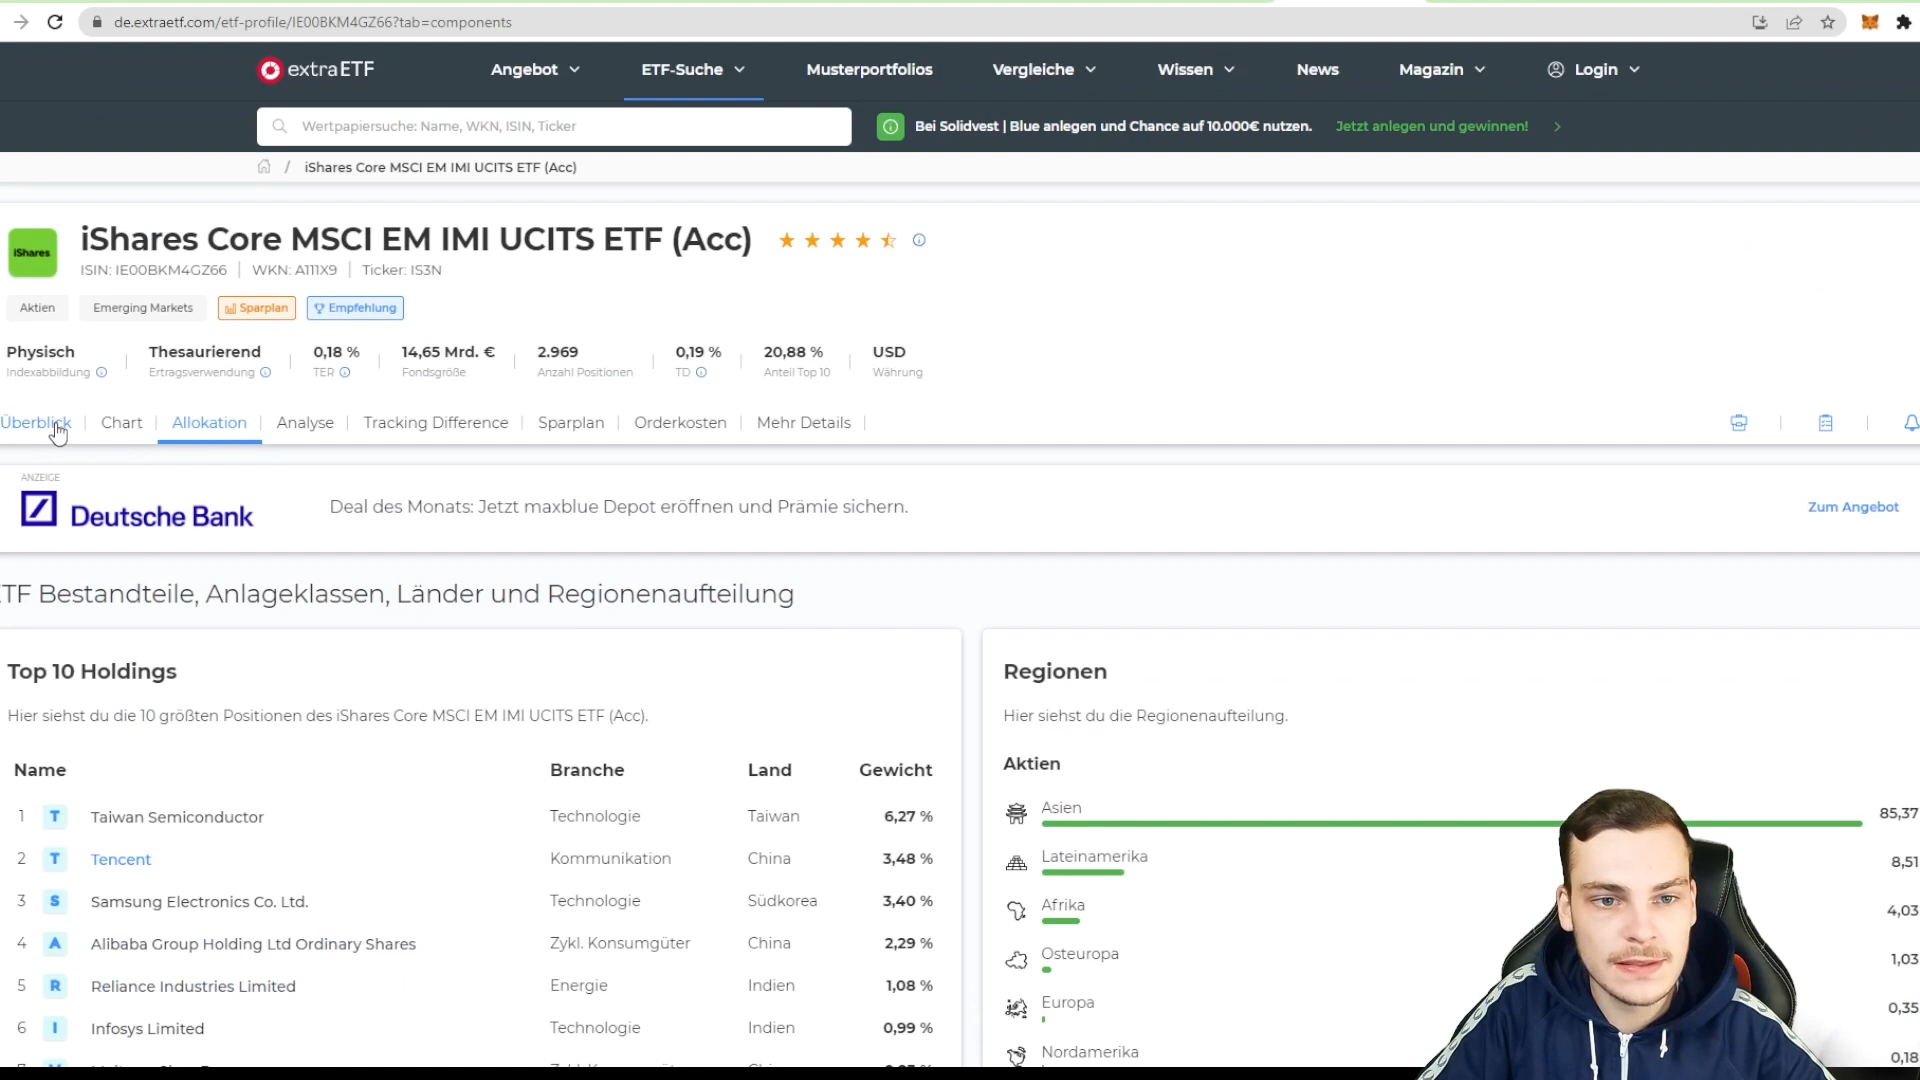 de.extraetf.com/etf-profile/IE00BKM4GZ66?tab=components
extraETF
Angebot
ETF-Suche
Musterportfolios
Vergleiche
Wissen
News
Magazin
Login
Wertpapiersuche: Name, WKN, ISIN, Ticker
Bei Solidvest | Blue anlegen und Chance auf 10.000€ nutzen.
Jetzt anlegen und gewinnen!
/ iShares Core MSCI EM IMI UCITS ETF (Acc)
iShares
iShares Core MSCI EM IMI UCITS ETF (Acc)
ISIN: IE00BKM4GZ66 | WKN: A111X9 | Ticker: IS3N
Aktien
Emerging Markets
Sparplan
Empfehlung
Physisch
Indexabbildung
Thesaurierend
Ertragsverwendung
0,18 %
TER
14,65 Mrd. €
Fondsgröße
2.969
Anzahl Positionen
0,19 %
TD
20,88 %
Anteil Top 10
USD
Währung
Überblick
Chart
Allokation
Analyse
Tracking Difference
Sparplan
Orderkosten
Mehr Details
ANZEIGE
Deutsche Bank
Deal des Monats: Jetzt maxblue Depot eröffnen und Prämie sichern.
Zum Angebot
TF Bestandteile, Anlageklassen, Länder und Regionenaufteilung
Top 10 Holdings
Hier siehst du die 10 größten Positionen des iShares Core MSCI EM IMI UCITS ETF (Acc).
Name Branche Land Gewicht
1 T Taiwan Semiconductor Technologie Taiwan 6,27 %
2 T Tencent Kommunikation China 3,48 %
3 S Samsung Electronics Co. Ltd. Technologie Südkorea 3,40 %
4 A Alibaba Group Holding Ltd Ordinary Shares Zykl. Konsumgüter China 2,29 %
5 R Reliance Industries Limited Energie Indien 1,08 %
6 I Infosys Limited Technologie Indien 0,99 %
Regionen
Hier siehst du die Regionenaufteilung.
Aktien
Asien 85,37
Lateinamerika 8,51
Afrika 4,03
Osteuropa 1,03
Europa 0,35
Nordamerika 0,18